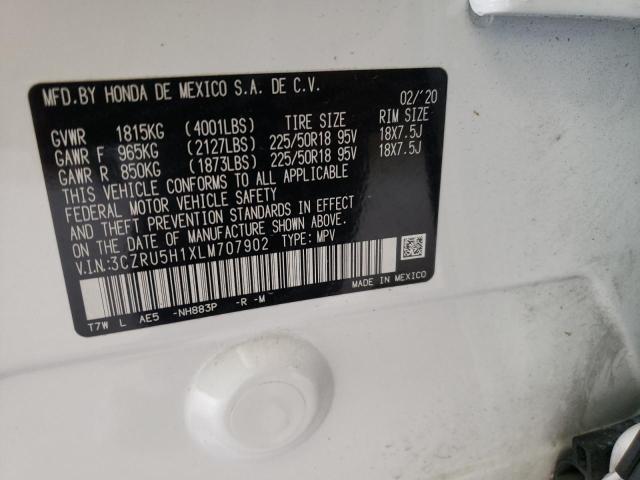 MFD.BY HONDA DE MEXICO S.A. DE C.V. 02/'20
TIRE SIZE RIM SIZE
GVWR 1815KG (4001LBS)
GAWR F 965KG (2127LBS) 225/50R18 95V 18X7.5J
GAWR R 850KG (1873LBS) 225/50R18 95V 18X7.5J
THIS VEHICLE CONFORMS TO ALL APPLICABLE
FEDERAL MOTOR VEHICLE SAFETY
AND THEFT PREVENTION STANDARDS IN EFFECT
ON THE DATE OF MANUFACTURE SHOWN ABOVE.
V.I.N.:3CZRU5H1XLM707902 TYPE: MPV
MADE IN MEXICO
T7W L AE5 -NH883P -R -M